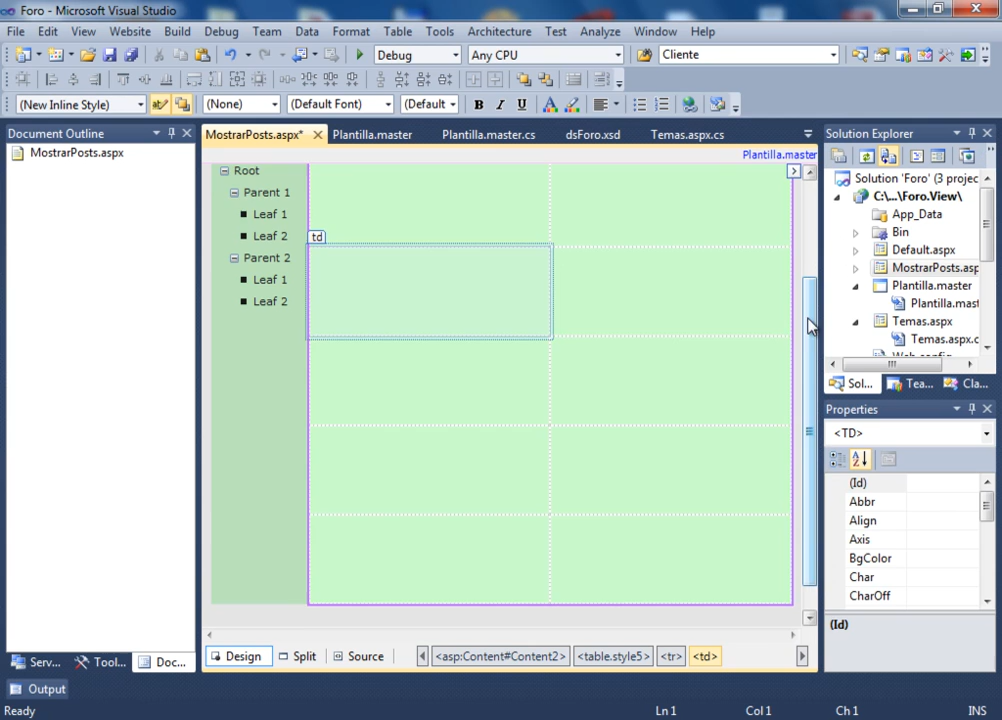 Foro - Microsoft Visual Studio
File Edit View Website Build Debug Team Data Format Table Tools Architecture Test Analyze Window Help
Debug Any CPU Cliente
(New Inline Style) (None) (Default Font) (Default B I U A
Document Outline
MostrarPosts.aspx
MostrarPosts.aspx* Plantilla.master Plantilla.master.cs dsForo.xsd Temas.aspx.cs
Plantilla.master
Root
Parent 1
Leaf 1
Leaf 2
Parent 2
Leaf 1
Leaf 2
td
Solution Explorer
Solution 'Foro' (3 projec
C:\...\Foro.View\
App_Data
Bin
Default.aspx
MostrarPosts.asp
Plantilla.master
Plantilla.mast
Temas.aspx
Temas.aspx.c
Web.config
Sol... Tea... Cla...
Properties
<TD>
(Id)
Abbr
Align
Axis
BgColor
Char
CharOff
(Id)
Design Split Source <asp:Content#Content2> <table.style5> <tr> <td>
Serv... Tool... Doc...
Output
Ready Ln 1 Col 1 Ch 1 INS